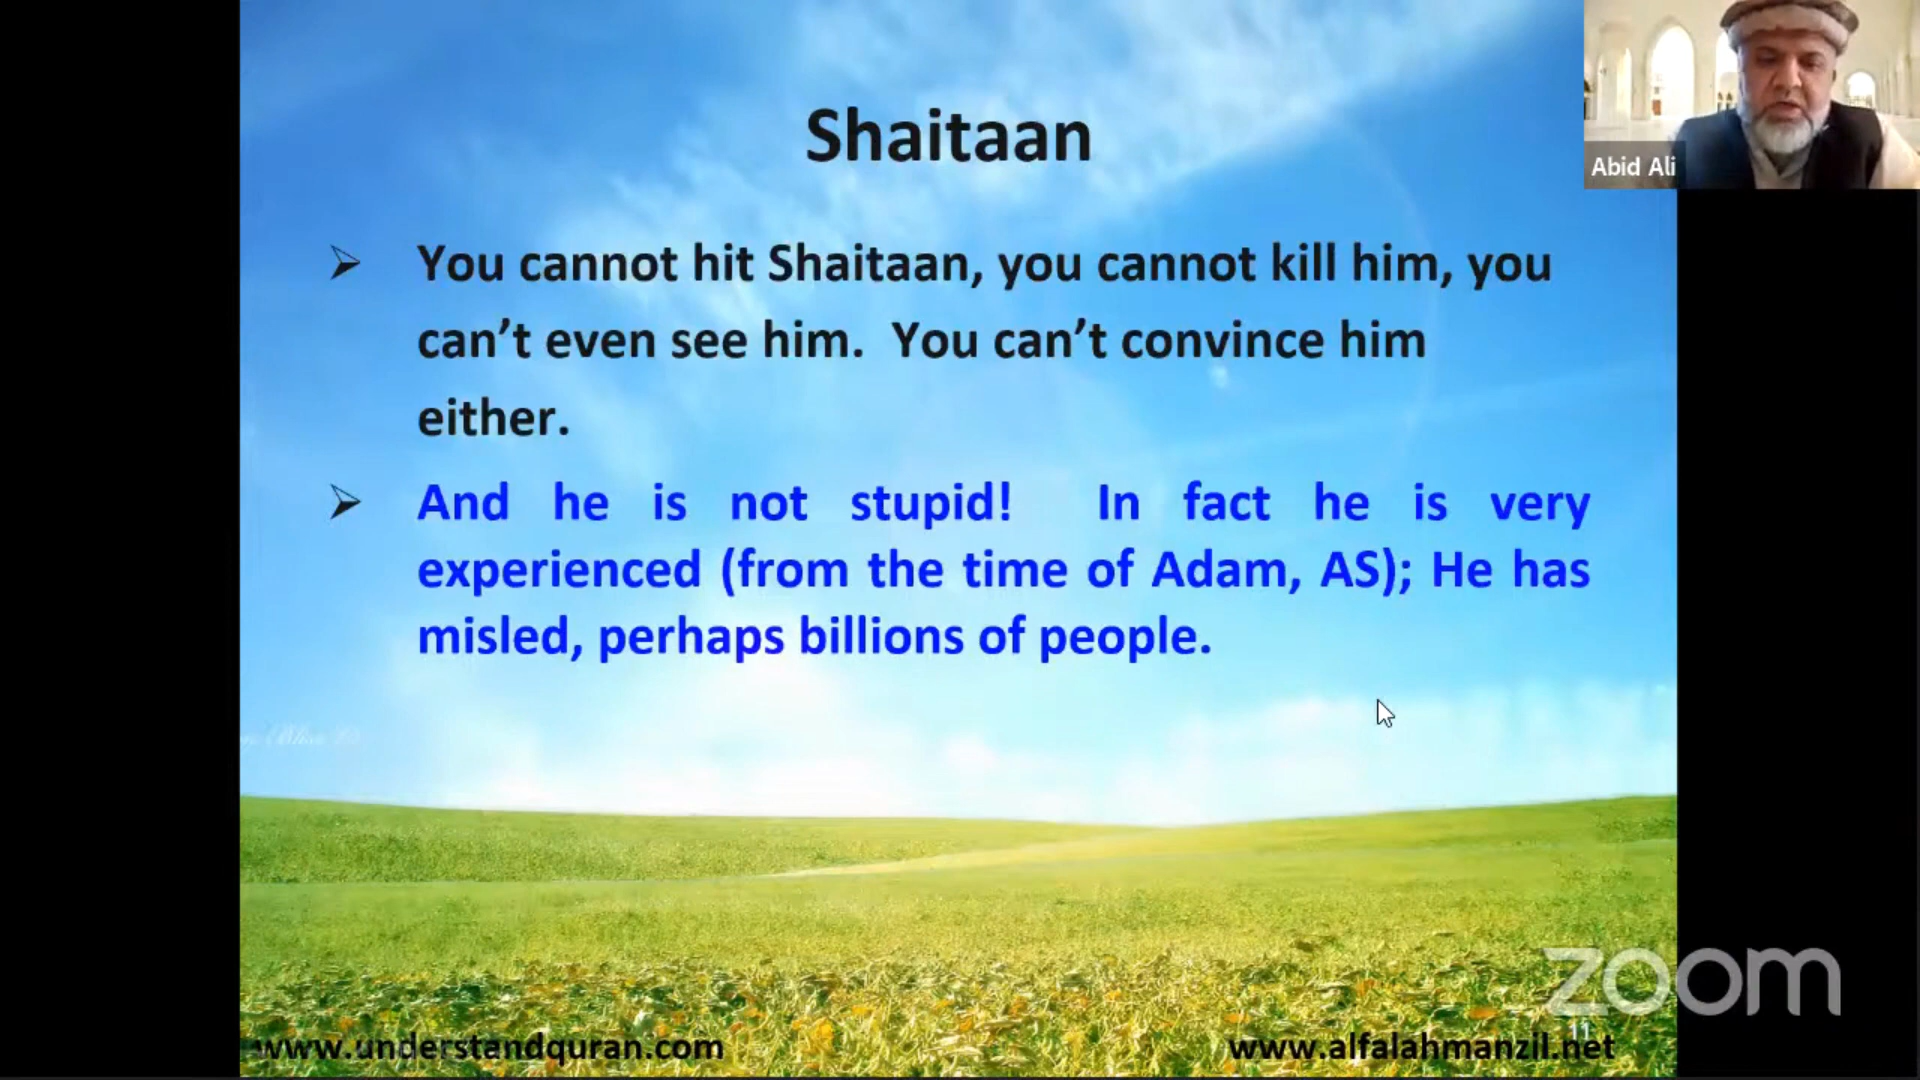 Shaitaan
Abid Ali
➢ You cannot hit Shaitaan, you cannot kill him, you
can’t even see him.  You can’t convince him
either.
➢ And he is not stupid!  In fact he is very
experienced (from the time of Adam, AS); He has
misled, perhaps billions of people.
zoom
11
www.understandquran.com
www.alfalahmanzil.net